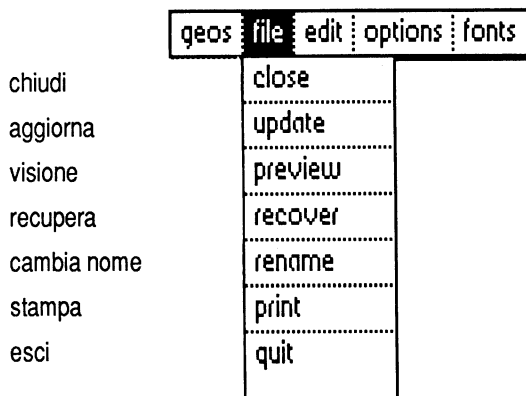 geos file edit options fonts
chiudi close
aggiorna update
visione preview
recupera recover
cambia nome rename
stampa print
esci quit